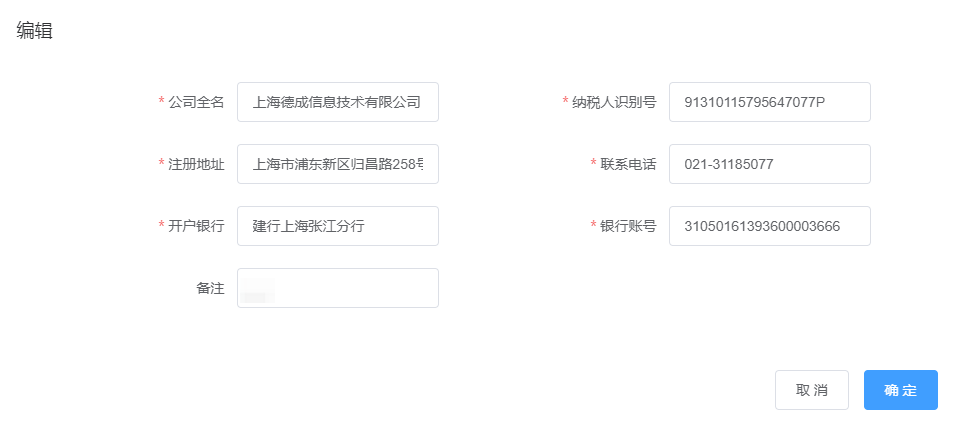 编辑
* 公司全名 上海德成信息技术有限公司 * 纳税人识别号 91310115795647077P
* 注册地址 上海市浦东新区归昌路258号 * 联系电话 021-31185077
* 开户银行 建行上海张江分行 * 银行账号 31050161393600003666
备注
取消 确定